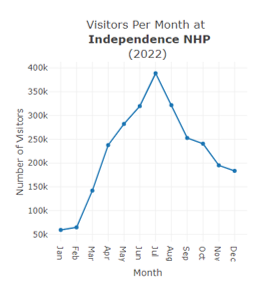 Visitors Per Month at
Independence NHP
(2022)
Number of Visitors
400k
350k
300k
250k
200k
150k
100k
50k
Jan
Feb
Mar
Apr
May
Jun
Jul
Aug
Sep
Oct
Nov
Dec
Month